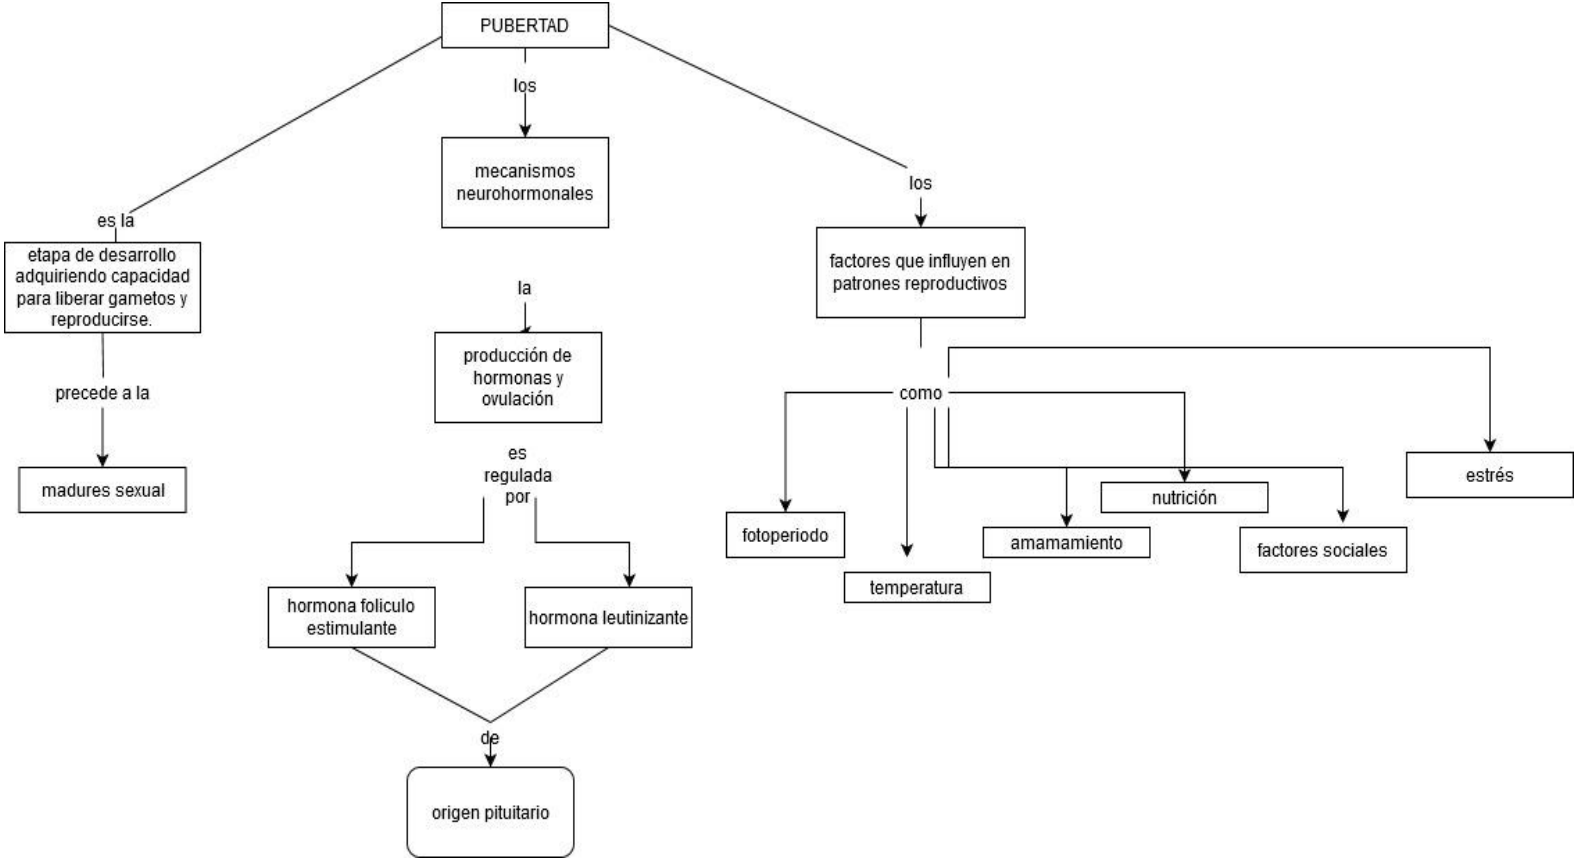 PUBERTAD
los
mecanismos
neurohormonales
los
es la
etapa de desarrollo
adquiriendo capacidad
para liberar gametos y
reproducirse.
factores que influyen en
patrones reproductivos
la
producción de
hormonas y
ovulación
precede a la
como
madures sexual
es
regulada
por
estrés
nutrición
fotoperiodo
amamamiento
factores sociales
temperatura
hormona foliculo
estimulante
hormona leutinizante
de
origen pituitario